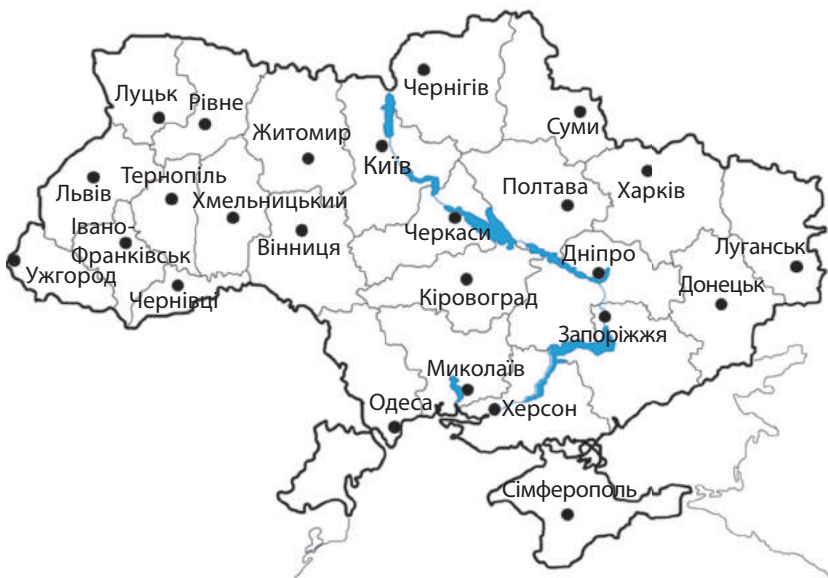 Чернігів
Луцьк
Рівне
Суми
Житомир
Київ
Тернопіль
Львів
Хмельницький
Полтава
Харків
Івано-
Франківськ
Вінниця
Черкаси
Дніпро
Луганськ
Ужгород
Чернівці
Кіровоград
Донецьк
Запоріжжя
Миколаїв
Одеса
Херсон
Сімферополь